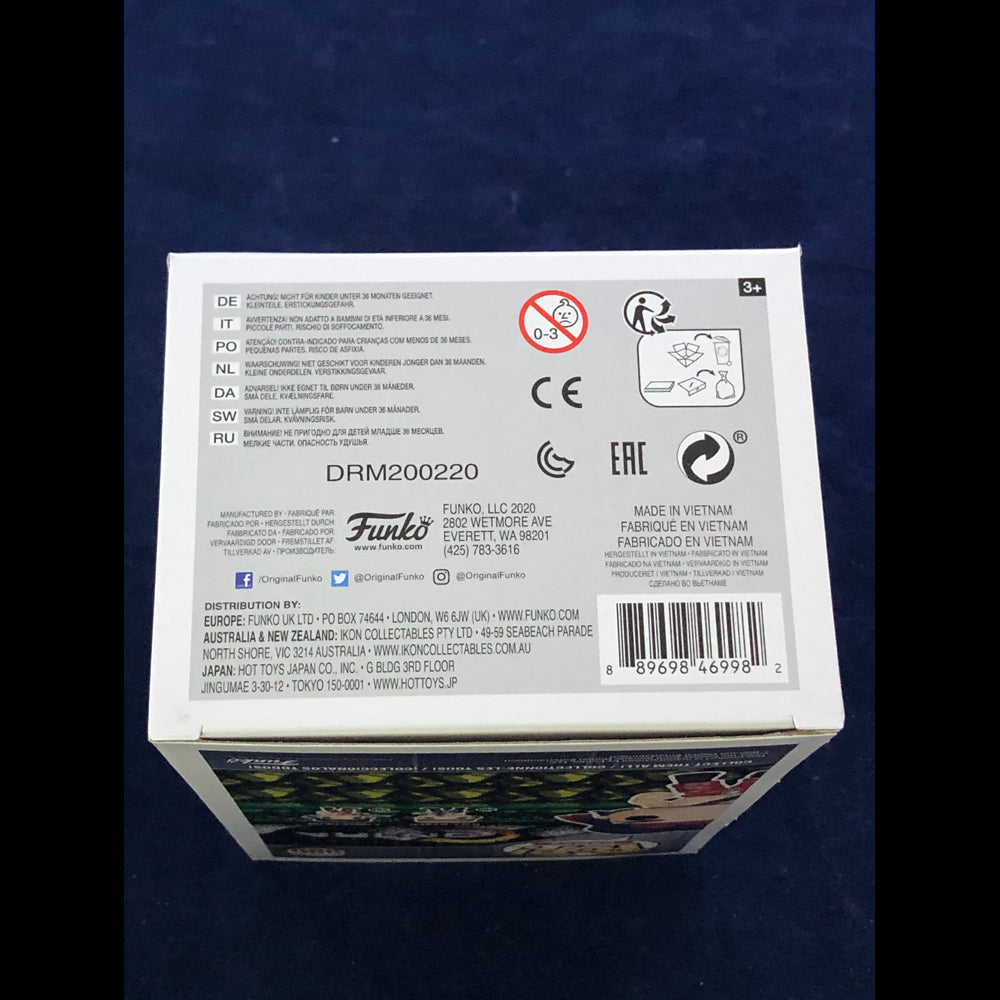 3+
DE ACHTUNG! NICHT FÜR KINDER UNTER 36 MONATEN GEEIGNET.
KLEINTEILE. ERSTICKUNGSGEFAHR.
IT AVVERTENZA: NON ADATTO A BAMBINI DI ETÀ INFERIORE A 36 MESI.
PICCOLE PARTI. RISCHIO DI SOFFOCAMENTO.
PO ATENÇÃO! CONTRA-INDICADO PARA CRIANÇAS COM MENOS DE 36 MESES.
PEQUENAS PARTES. RISCO DE ASFIXIA.
NL WAARSCHUWING! NIET GESCHIKT VOOR KINDEREN JONGER DAN 36 MAANDEN.
KLEINE ONDERDELEN. VERSTIKKINGSGEVAAR.
DA ADVARSEL! IKKE EGNET TIL BØRN UNDER 36 MÅNEDER.
SMÅ DELE. KVÆLNINGSFARE.
SW VARNING! INTE LÄMPLIG FÖR BARN UNDER 36 MÅNADER.
SMÅ DELAR. KVÄVNINGSRISK.
RU ВНИМАНИЕ! НЕ ПРИГОДНО ДЛЯ ДЕТЕЙ МЛАДШЕ 36 МЕСЯЦЕВ.
МЕЛКИЕ ЧАСТИ. ОПАСНОСТЬ УДУШЬЯ.
0-3
CE
EAC
®
DRM200220
MANUFACTURED BY • FABRIQUÉ PAR
FABRICADO POR • HERGESTELLT DURCH
FABBRICATO DA • FABRICADO POR
VERVAARDIGD DOOR • FREMSTILLET AF
TILLVERKAD AV • ПРОИЗВОДИТЕЛЬ
Funko
www.funko.com
FUNKO, LLC 2020
2802 WETMORE AVE
EVERETT, WA 98201
(425) 783-3616
MADE IN VIETNAM
FABRIQUÉ EN VIETNAM
FABRICADO EN VIETNAM
HERGESTELLT IN VIETNAM • FABBRICATO IN VIETNAM
FABRICADO NA VIETNAM • VERVAARDIGD IN VIETNAM
PRODUCERET I VIETNAM • TILLVERKAD I VIETNAM
СДЕЛАНО ВО ВЬЕТНАМЕ
f /OriginalFunko @OriginalFunko @OriginalFunko
DISTRIBUTION BY:
EUROPE: FUNKO UK LTD • PO BOX 74644 • LONDON, W6 6JW (UK) • WWW.FUNKO.COM
AUSTRALIA & NEW ZEALAND: IKON COLLECTABLES PTY LTD • 49-59 SEABEACH PARADE
NORTH SHORE, VIC 3214 AUSTRALIA • WWW.IKONCOLLECTABLES.COM.AU
JAPAN: HOT TOYS JAPAN CO., INC. • G BLDG 3RD FLOOR
JINGUMAE 3-30-12 • TOKYO 150-0001 • WWW.HOTTOYS.JP
8 89698 46998 2
COLLECT THEM ALL! / COLLECTIONNE-LES TOUS! / ¡COLECCIONALOS TODOS!
Funko